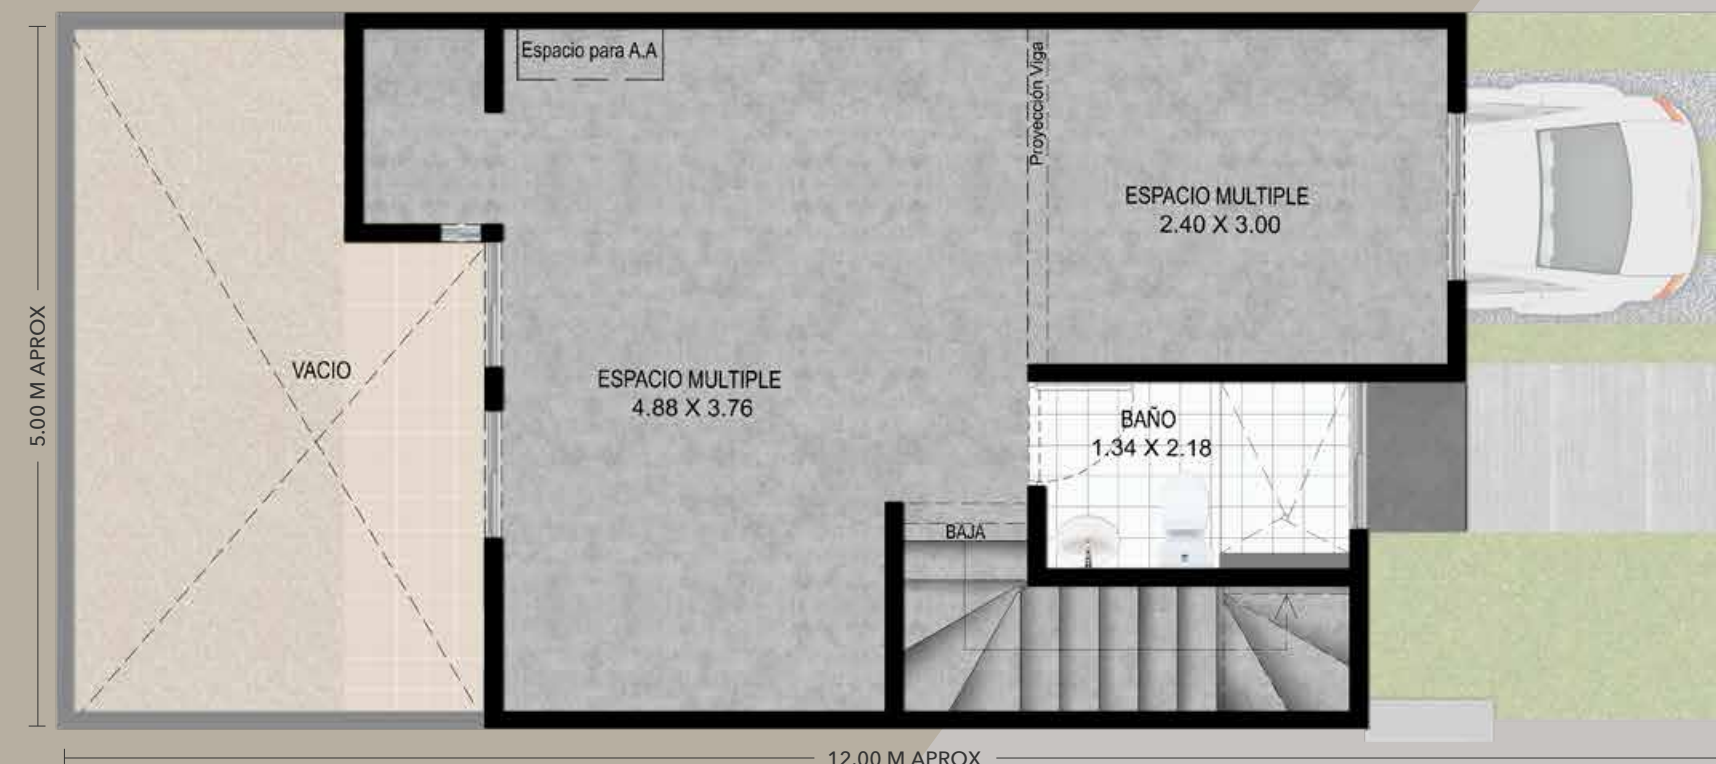 Espacio para A.A
Proyección Viga
ESPACIO MULTIPLE
2.40 X 3.00
5.00 M APROX
VACIO
ESPACIO MULTIPLE
4.88 X 3.76
BAÑO
1.34 X 2.18
BAJA
12.00 M APROX